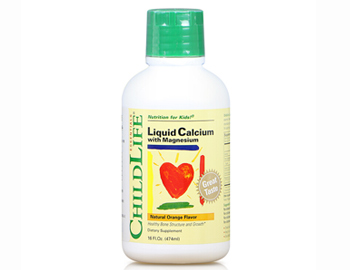 Nutrition for Kids!®
CHILDLIFE
ESSENTIALS
Liquid Calcium
with Magnesium
Great
Taste
Natural Orange Flavor
Healthy Bone Structure and Growth*
Dietary Supplement
16 Fl.Oz. (474ml)